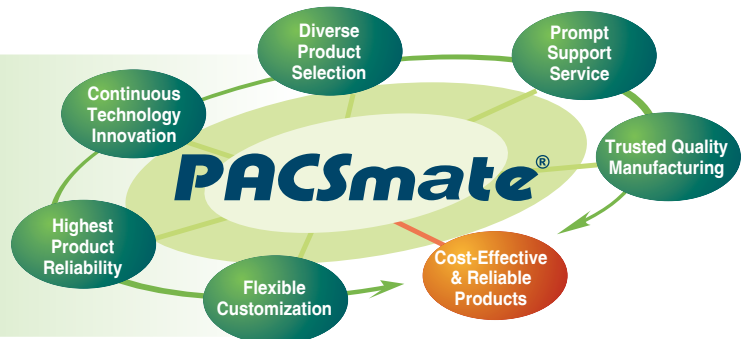 Diverse
Product
Selection
Prompt
Support
Service
Continuous
Technology
Innovation
Trusted Quality
Manufacturing
PACSmate®
Highest
Product
Reliability
Cost-Effective
& Reliable
Products
Flexible
Customization